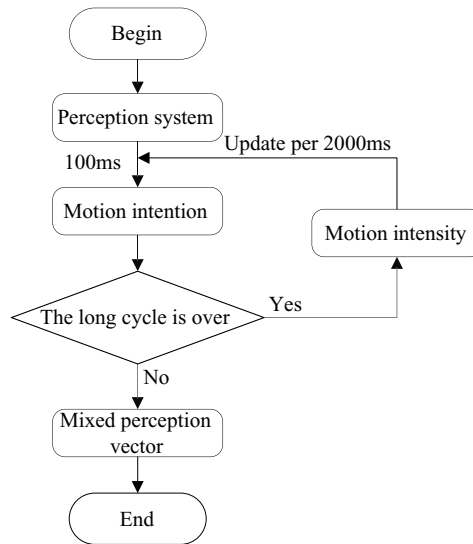 Begin
Perception system
Update per 2000ms
100ms
Motion intention
Motion intensity
The long cycle is over
Yes
No
Mixed perception
vector
End